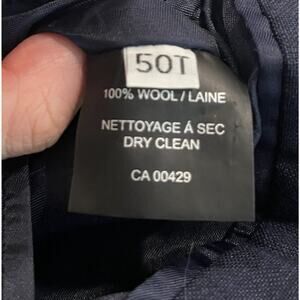 50T
100% WOOL / LAINE
NETTOYAGE Á SEC
DRY CLEAN
CA 00429